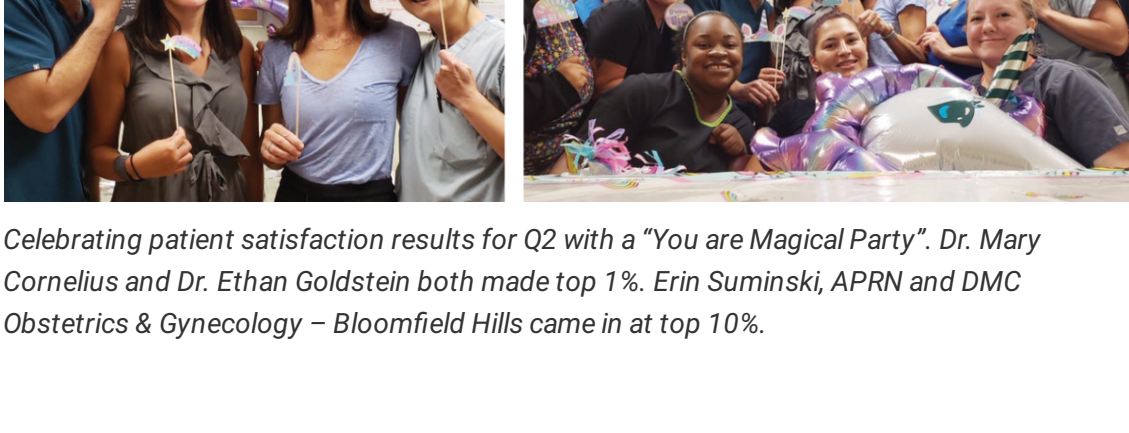 Celebrating patient satisfaction results for Q2 with a “You are Magical Party”. Dr. Mary
Cornelius and Dr. Ethan Goldstein both made top 1%. Erin Suminski, APRN and DMC
Obstetrics & Gynecology – Bloomfield Hills came in at top 10%.